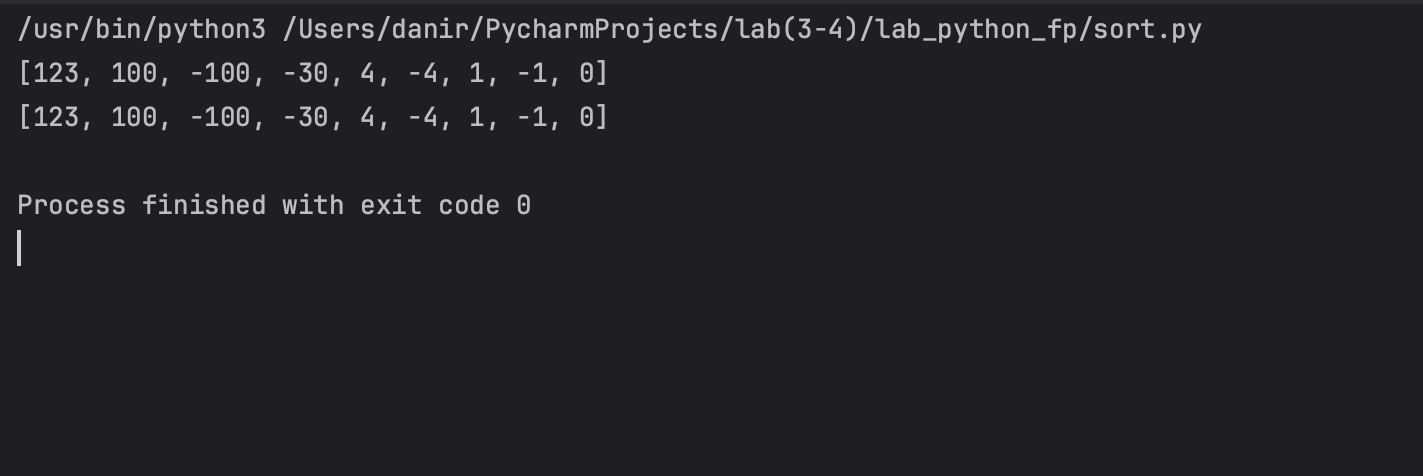 /usr/bin/python3 /Users/danir/PycharmProjects/lab(3-4)/lab_python_fp/sort.py
[123, 100, -100, -30, 4, -4, 1, -1, 0]
[123, 100, -100, -30, 4, -4, 1, -1, 0]
Process finished with exit code 0